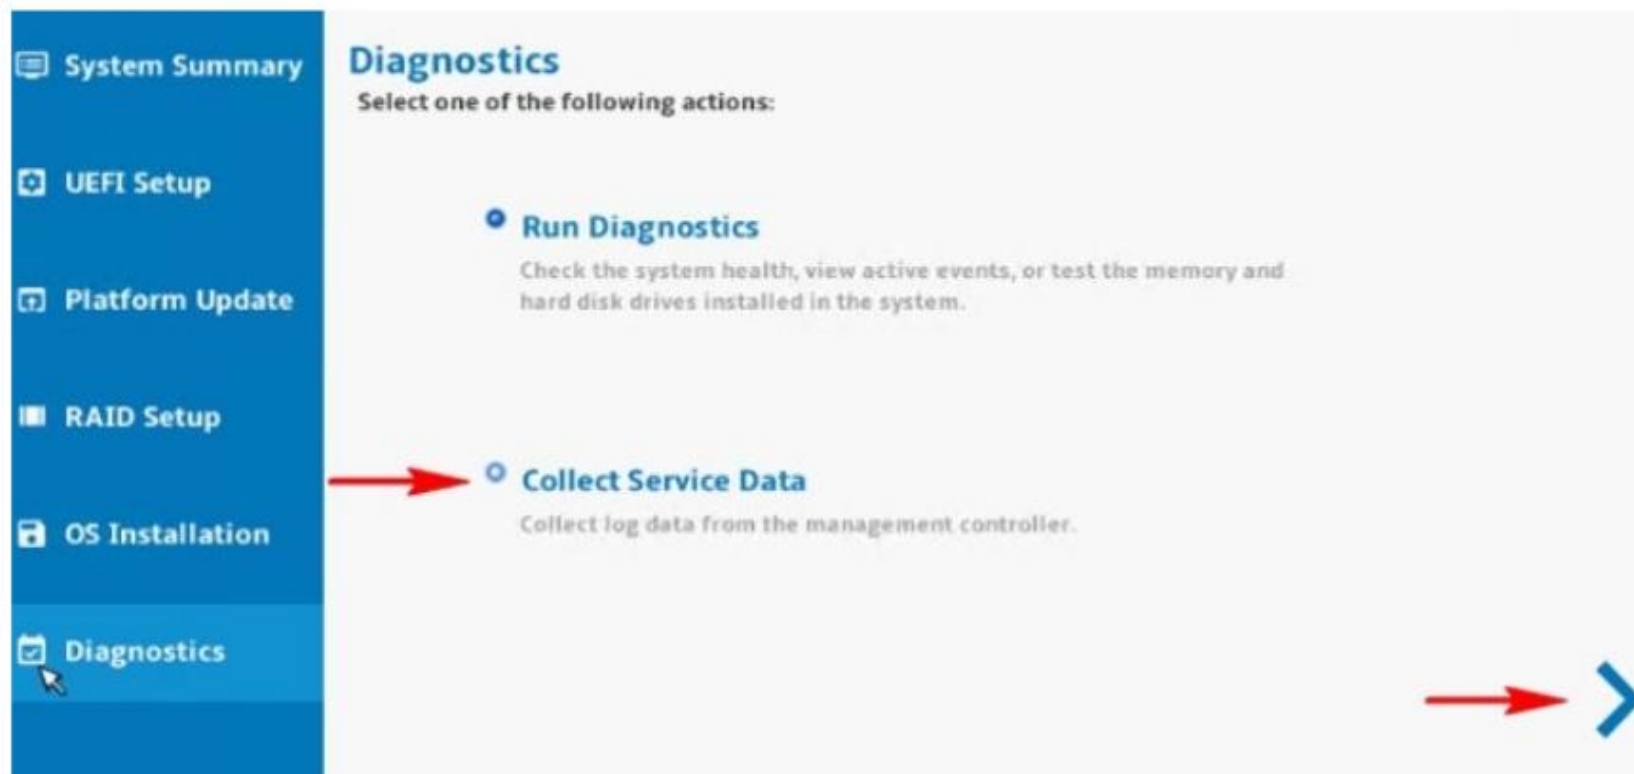 System Summary
UEFI Setup
Platform Update
RAID Setup
OS Installation
Diagnostics
Diagnostics
Select one of the following actions:
Run Diagnostics
Check the system health, view active events, or test the memory and
hard disk drives installed in the system.
Collect Service Data
Collect log data from the management controller.